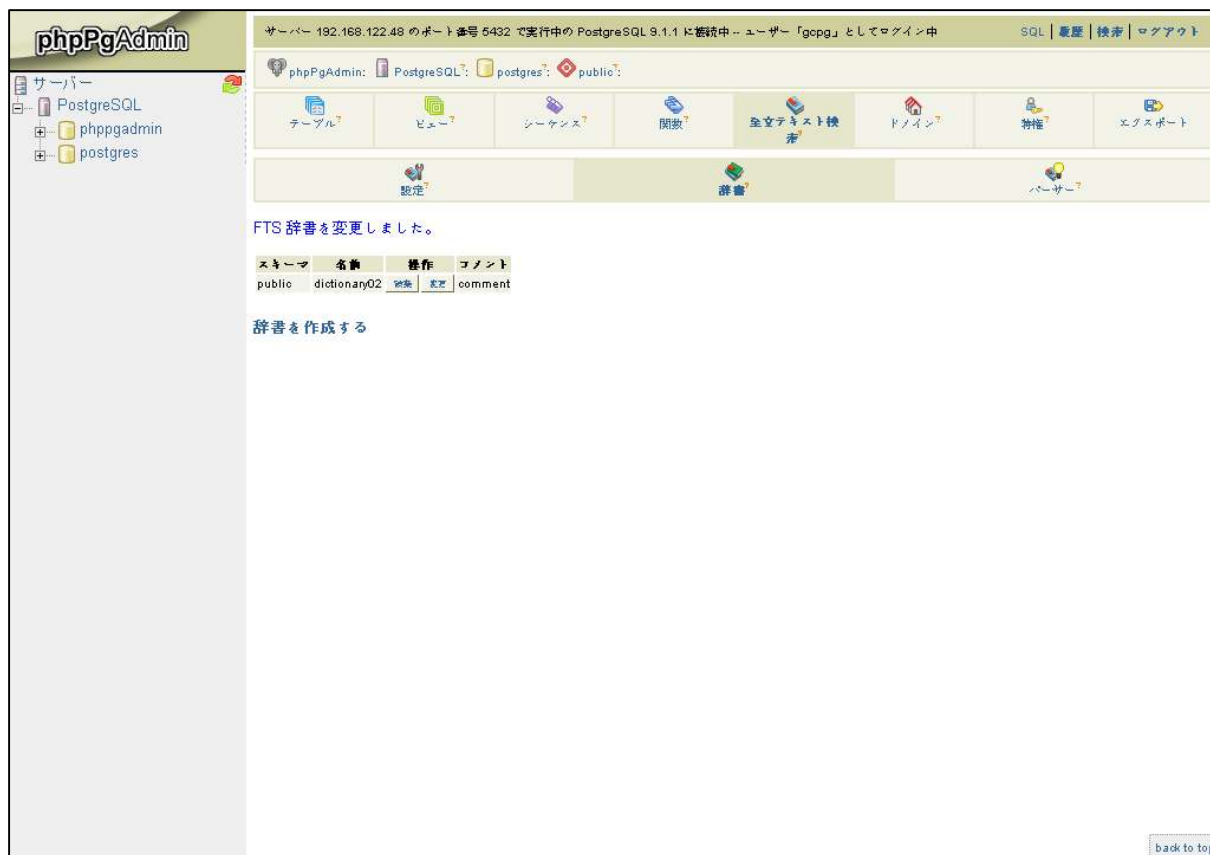 phpPgAdmin
サーバー
PostgreSQL
phppgadmin
postgres
サーバー 192.168.122.48 のポート番号 5432 で実行中の PostgreSQL 9.1.1 に接続中 -- ユーザー 「gcpg」 としてログイン中
SQL | 履歴 | 検索 | ログアウト
phpPgAdmin: PostgreSQL?: postgres?: public?:
テーブル? ビュー? シーケンス? 関数? 全文テキスト検索? ドメイン? 特権? エクスポート
設定? 辞書? パーサー?
FTS 辞書を変更しました。
スキーマ 名前 操作 コメント
public dictionary02 変更 comment
辞書を作成する
back to top